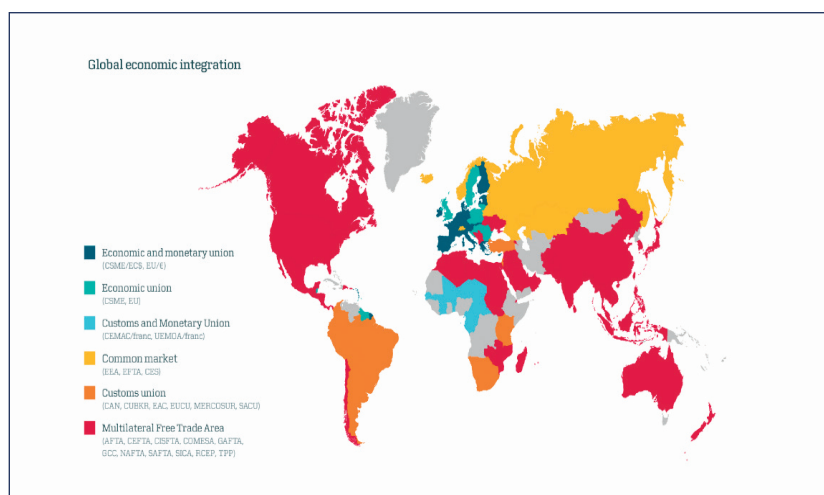 Global economic integration
Economic and monetary union
(CSME/EC$, EU/€)
Economic union
(CSME, EU)
Customs and Monetary Union
(CEMAC/franc, UEMOA/franc)
Common market
(EEA, EFTA, CES)
Customs union
(CAN, CUBKR, EAC, EUCU, MERCOSUR, SACU)
Multilateral Free Trade Area
(AFTA, CEFTA, CISFTA, COMESA, GAFTA,
GCC, NAFTA, SAFTA, SICA, RCEP, TPP)